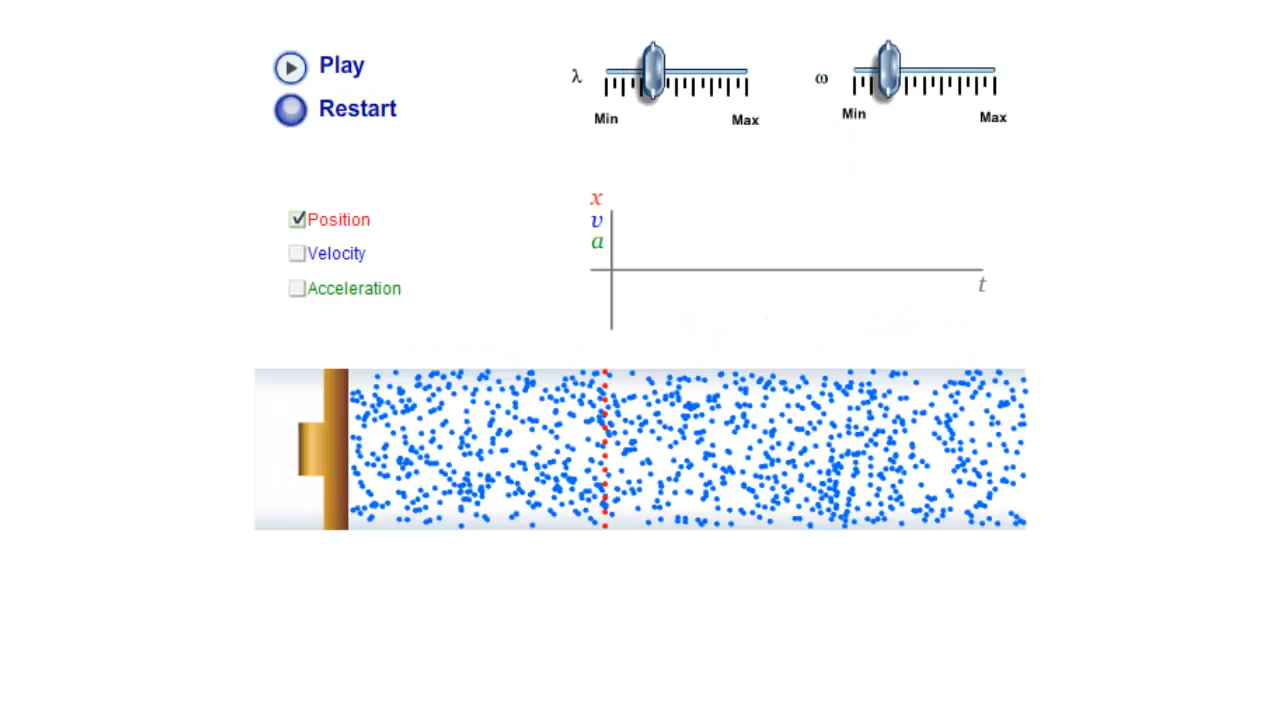 Play
Restart
λ
Min
Max
ω
Min
Max
Position
Velocity
Acceleration
x
v
a
t